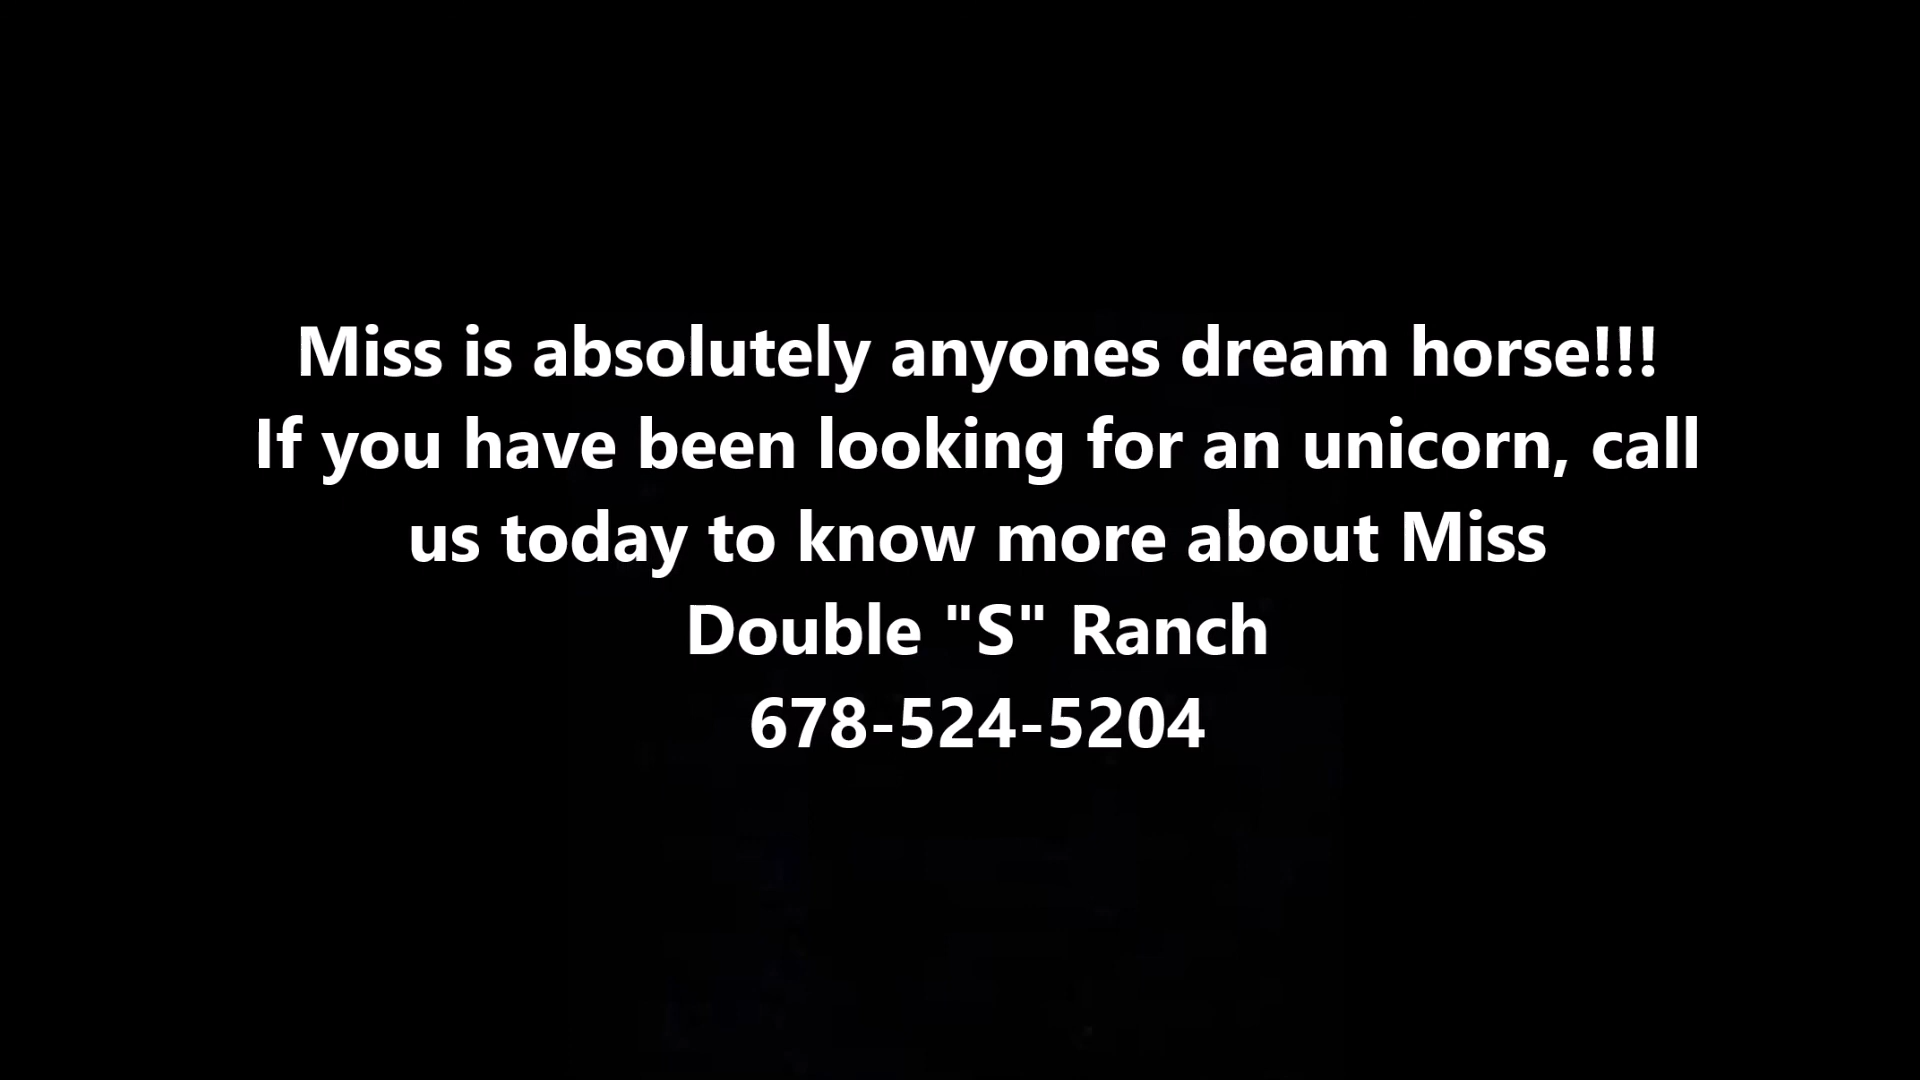 Miss is absolutely anyones dream horse!!!
If you have been looking for an unicorn, call
us today to know more about Miss
Double "S" Ranch
678-524-5204